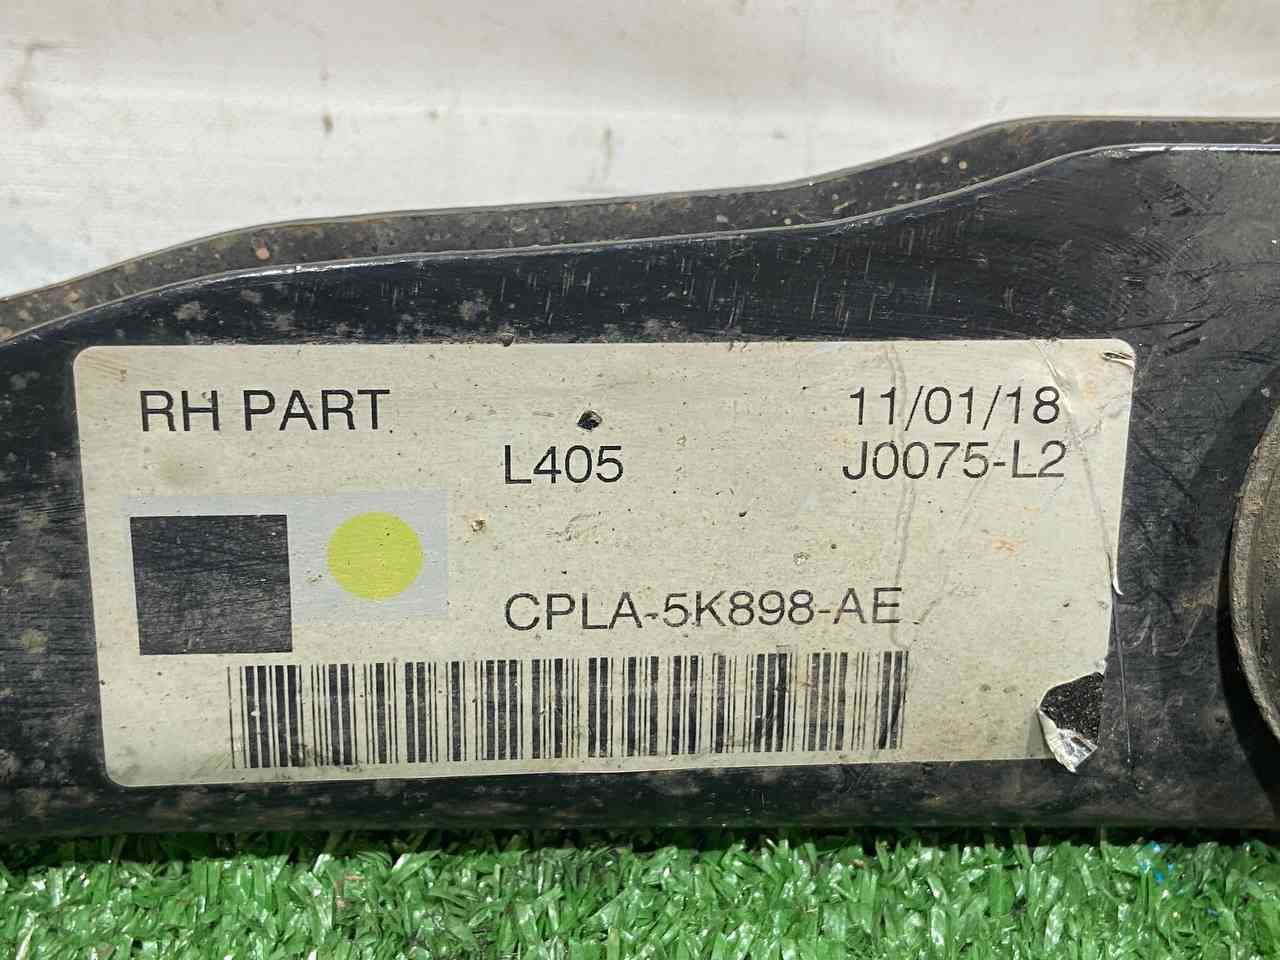 RH PART
11/01/18
L405
J0075-L2
CPLA-5K898-AE